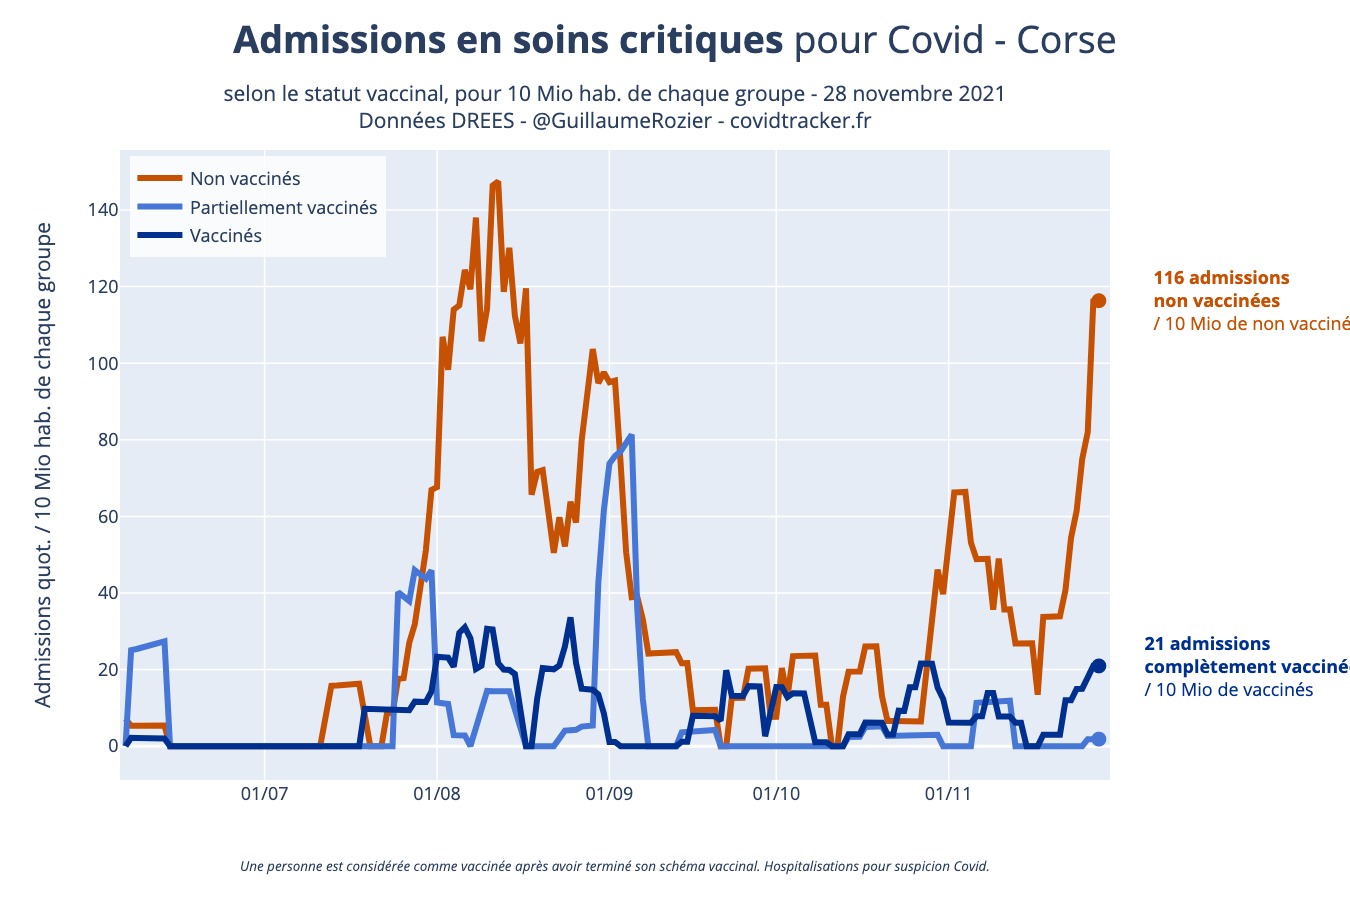 Admissions en soins critiques pour Covid - Corse
selon le statut vaccinal, pour 10 Mio hab. de chaque groupe - 28 novembre 2021
Données DREES - @GuillaumeRozier - covidtracker.fr
Non vaccinés
Partiellement vaccinés
Vaccinés
Admissions quot. / 10 Mio hab. de chaque groupe
140
120
100
80
60
40
20
0
01/07
01/08
01/09
01/10
01/11
116 admissions
non vaccinées
/ 10 Mio de non vacciné
21 admissions
complètement vacciné
/ 10 Mio de vaccinés
Une personne est considérée comme vaccinée après avoir terminé son schéma vaccinal. Hospitalisations pour suspicion Covid.